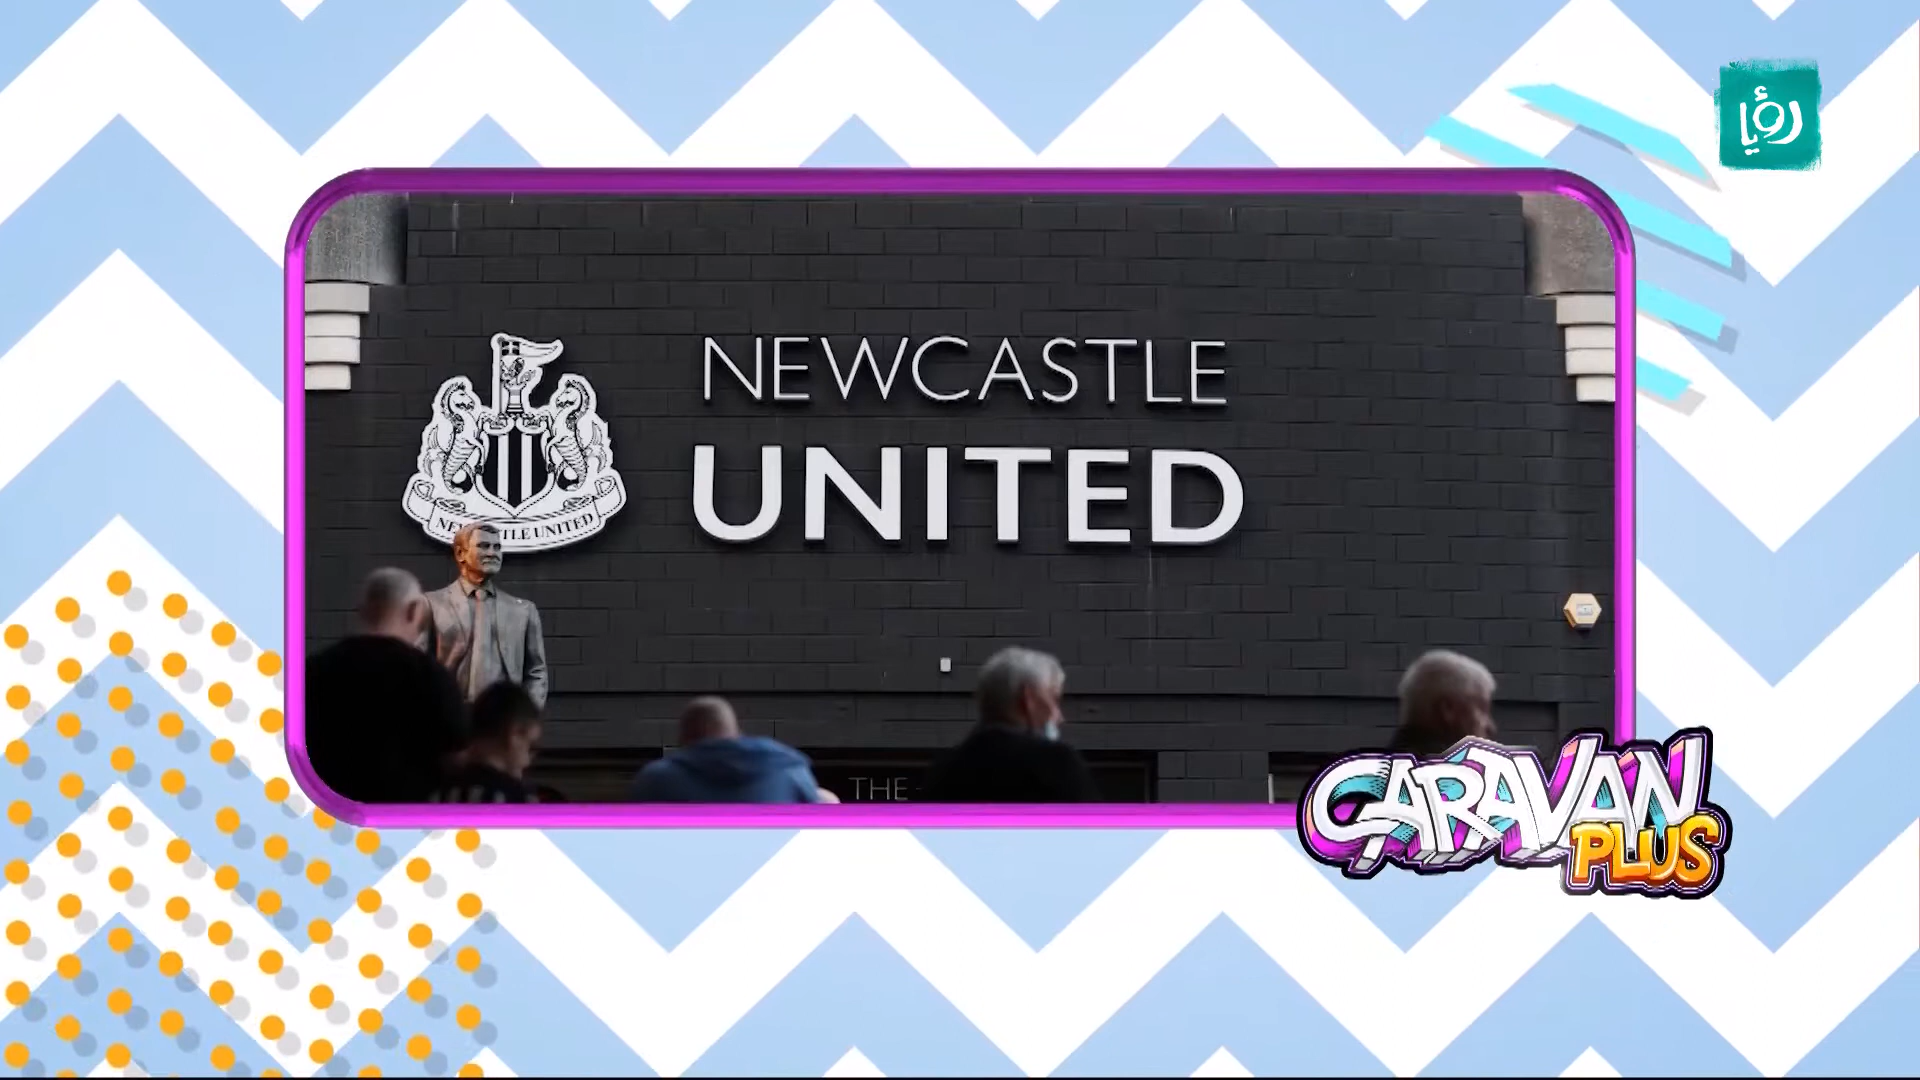 رؤيا
NEWCASTLE
UNITED
NEWCASTLE UNITED
THE
CARAVAN
PLUS